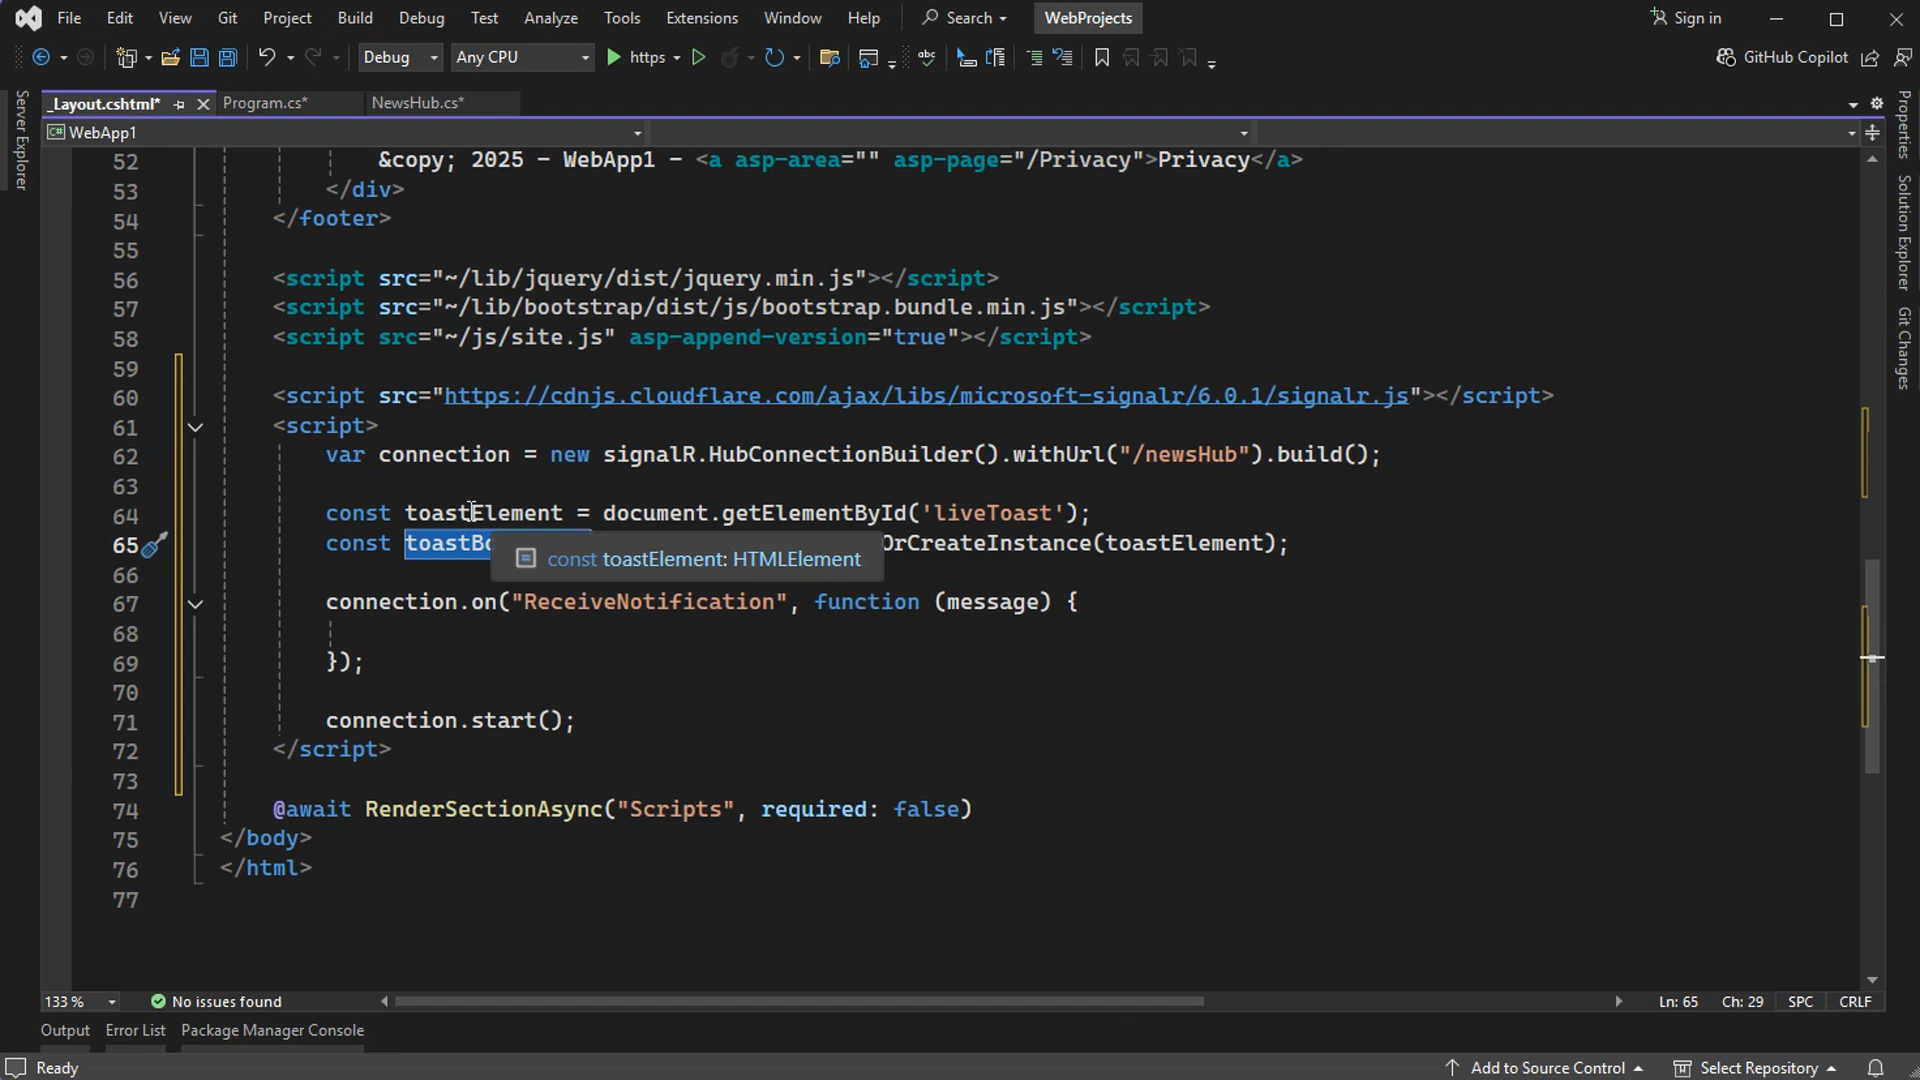 File Edit View Git Project Build Debug Test Analyze Tools Extensions Window Help Search WebProjects Sign in
Debug Any CPU https abc GitHub Copilot
_Layout.cshtml* Program.cs* NewsHub.cs*
C# WebApp1
Server Explorer
Properties
Solution Explorer
Git Changes
52 &copy; 2025 - WebApp1 - <a asp-area="" asp-page="/Privacy">Privacy</a>
53 </div>
54 </footer>
55
56 <script src="~/lib/jquery/dist/jquery.min.js"></script>
57 <script src="~/lib/bootstrap/dist/js/bootstrap.bundle.min.js"></script>
58 <script src="~/js/site.js" asp-append-version="true"></script>
59
60 <script src="https://cdnjs.cloudflare.com/ajax/libs/microsoft-signalr/6.0.1/signalr.js"></script>
61 <script>
62 var connection = new signalR.HubConnectionBuilder().withUrl("/newsHub").build();
63
64 const toastElement = document.getElementById('liveToast');
65 const toastBo OrCreateInstance(toastElement);
const toastElement: HTMLElement
66
67 connection.on("ReceiveNotification", function (message) {
68
69 });
70
71 connection.start();
72 </script>
73
74 @await RenderSectionAsync("Scripts", required: false)
75 </body>
76 </html>
77
133 % No issues found Ln: 65 Ch: 29 SPC CRLF
Output Error List Package Manager Console
Ready Add to Source Control Select Repository